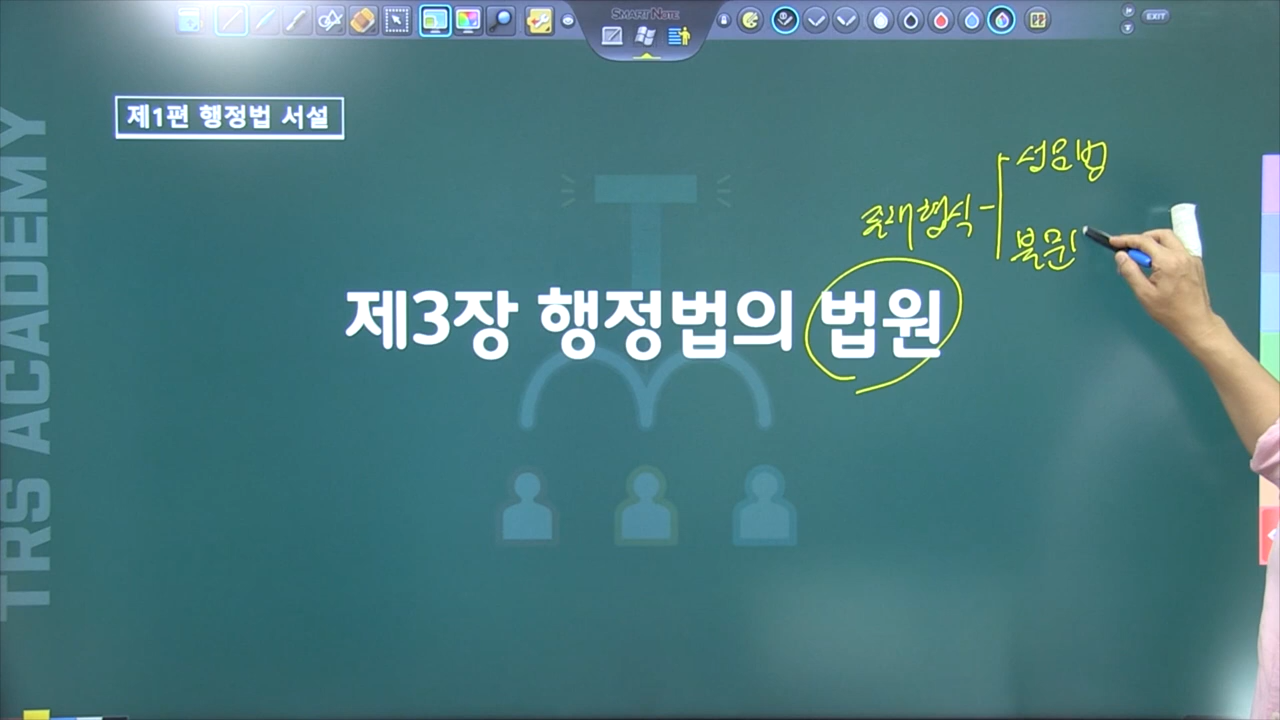 SMART NOTE
EXIT
제1편 행정법 서설
성문법
존재형식
불문
제3장 행정법의 법원
TRS ACADEMY